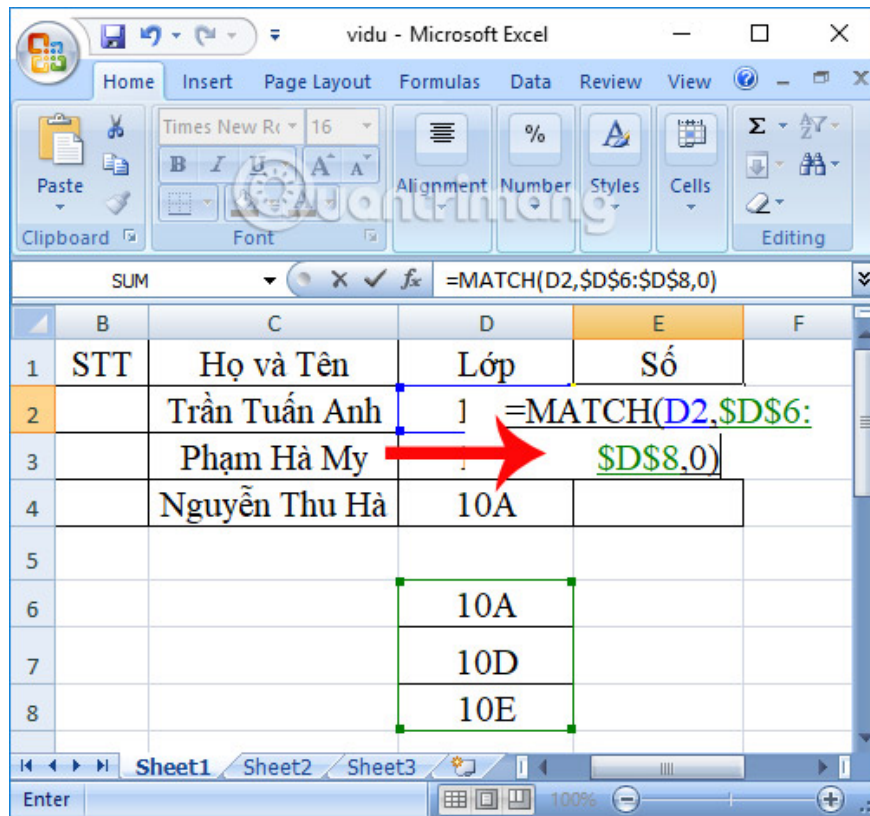 vidu - Microsoft Excel
Home Insert Page Layout Formulas Data Review View
Times New Ro 16
B I U A A
Paste Alignment Number Styles Cells
Clipboard Font Editing
Quantrimang
SUM =MATCH(D2,$D$6:$D$8,0)
B C D E F
1 STT Họ và Tên Lớp Số
2 Trần Tuấn Anh 1 =MATCH(D2,$D$6:
3 Phạm Hà My $D$8,0)
4 Nguyễn Thu Hà 10A
5
6 10A
7 10D
8 10E
Sheet1 Sheet2 Sheet3
Enter 100%